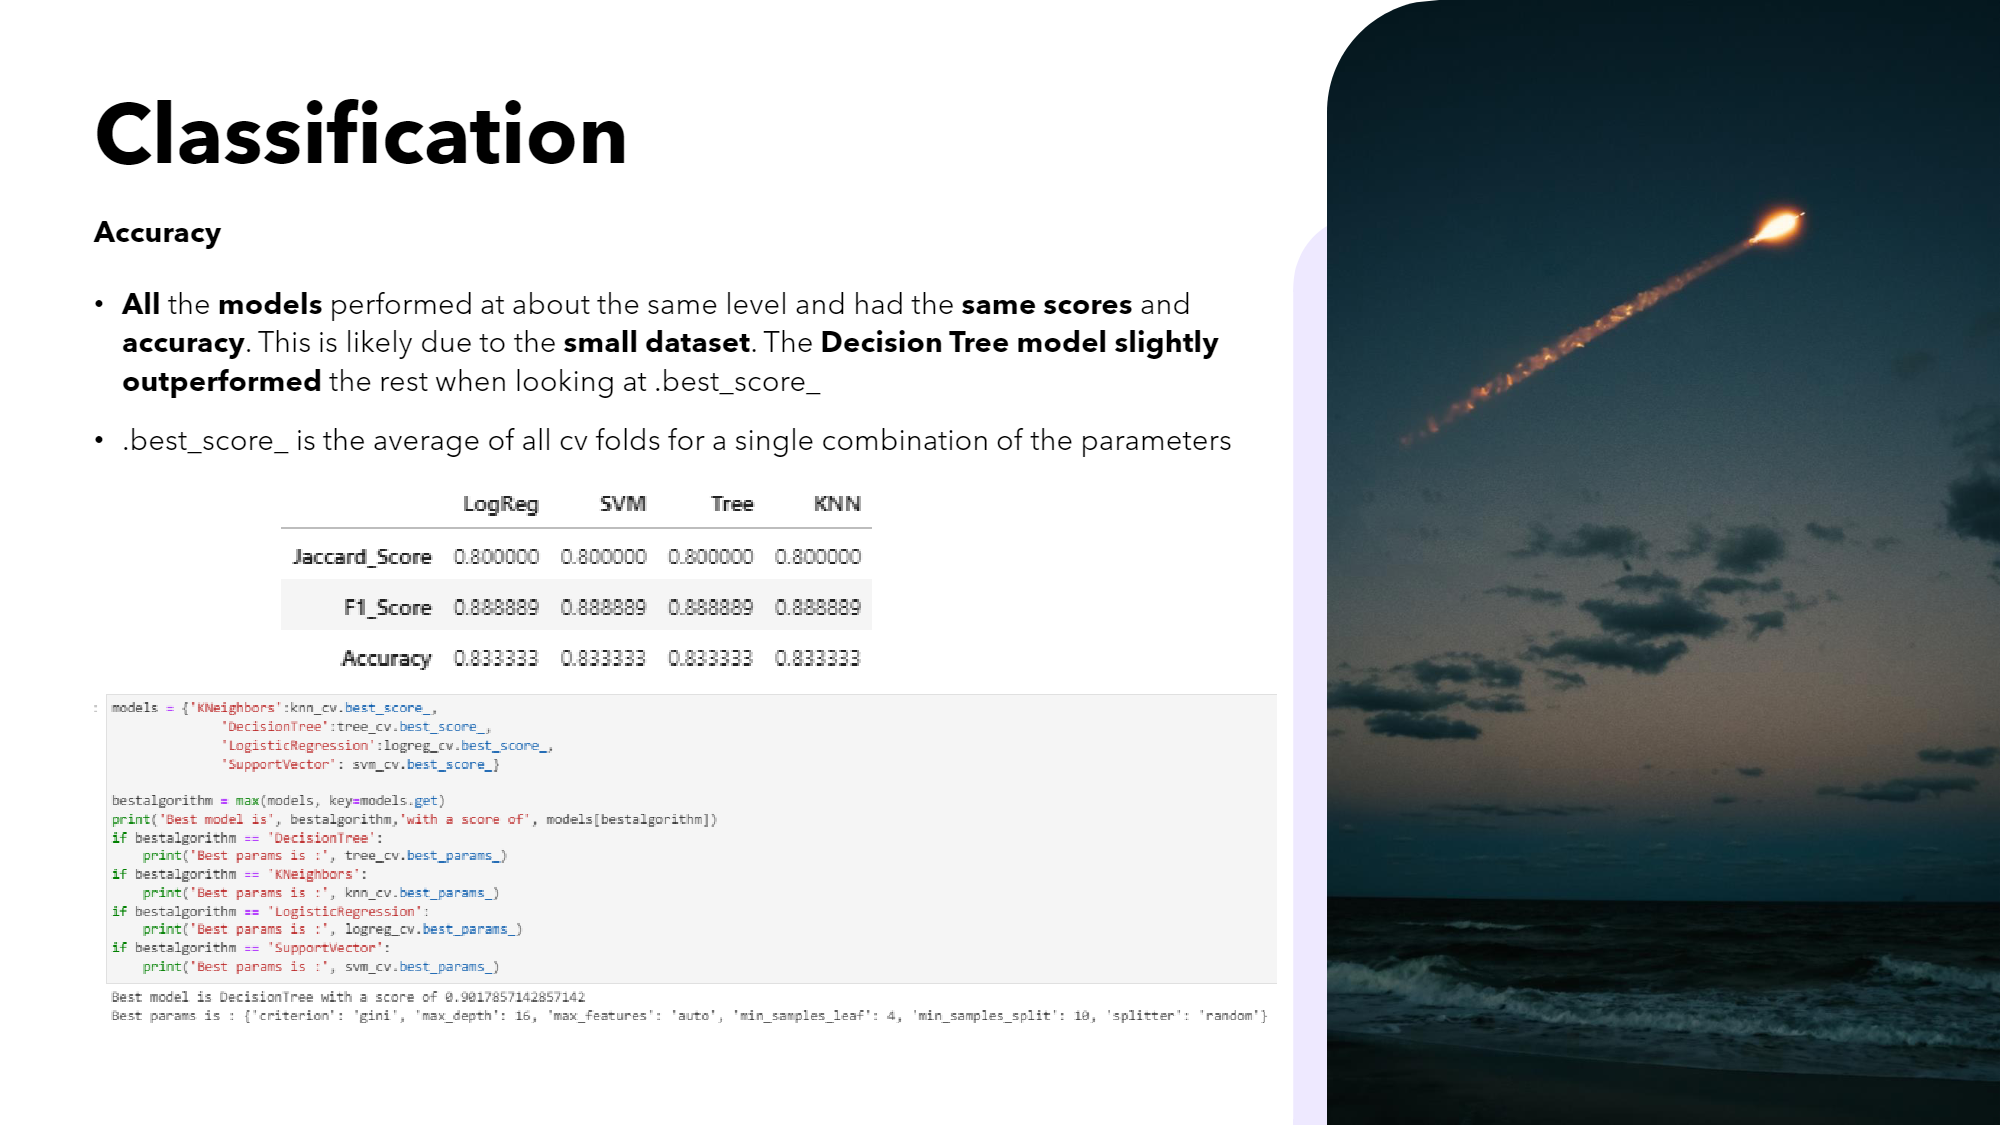 Classification
Accuracy
• All the models performed at about the same level and had the same scores and
accuracy. This is likely due to the small dataset. The Decision Tree model slightly
outperformed the rest when looking at .best_score_
• .best_score_ is the average of all cv folds for a single combination of the parameters
LogReg SVM Tree KNN
Jaccard_Score 0.800000 0.800000 0.800000 0.800000
F1_Score 0.888889 0.888889 0.888889 0.888889
Accuracy 0.833333 0.833333 0.833333 0.833333
: models = {'KNeighbors':knn_cv.best_score_,
'DecisionTree':tree_cv.best_score_,
'LogisticRegression':logreg_cv.best_score_,
'SupportVector': svm_cv.best_score_}
bestalgorithm = max(models, key=models.get)
print('Best model is', bestalgorithm,'with a score of', models[bestalgorithm])
if bestalgorithm == 'DecisionTree':
print('Best params is :', tree_cv.best_params_)
if bestalgorithm == 'KNeighbors':
print('Best params is :', knn_cv.best_params_)
if bestalgorithm == 'LogisticRegression':
print('Best params is :', logreg_cv.best_params_)
if bestalgorithm == 'SupportVector':
print('Best params is :', svm_cv.best_params_)
Best model is DecisionTree with a score of 0.9017857142857142
Best params is : {'criterion': 'gini', 'max_depth': 16, 'max_features': 'auto', 'min_samples_leaf': 4, 'min_samples_split': 10, 'splitter': 'random'}